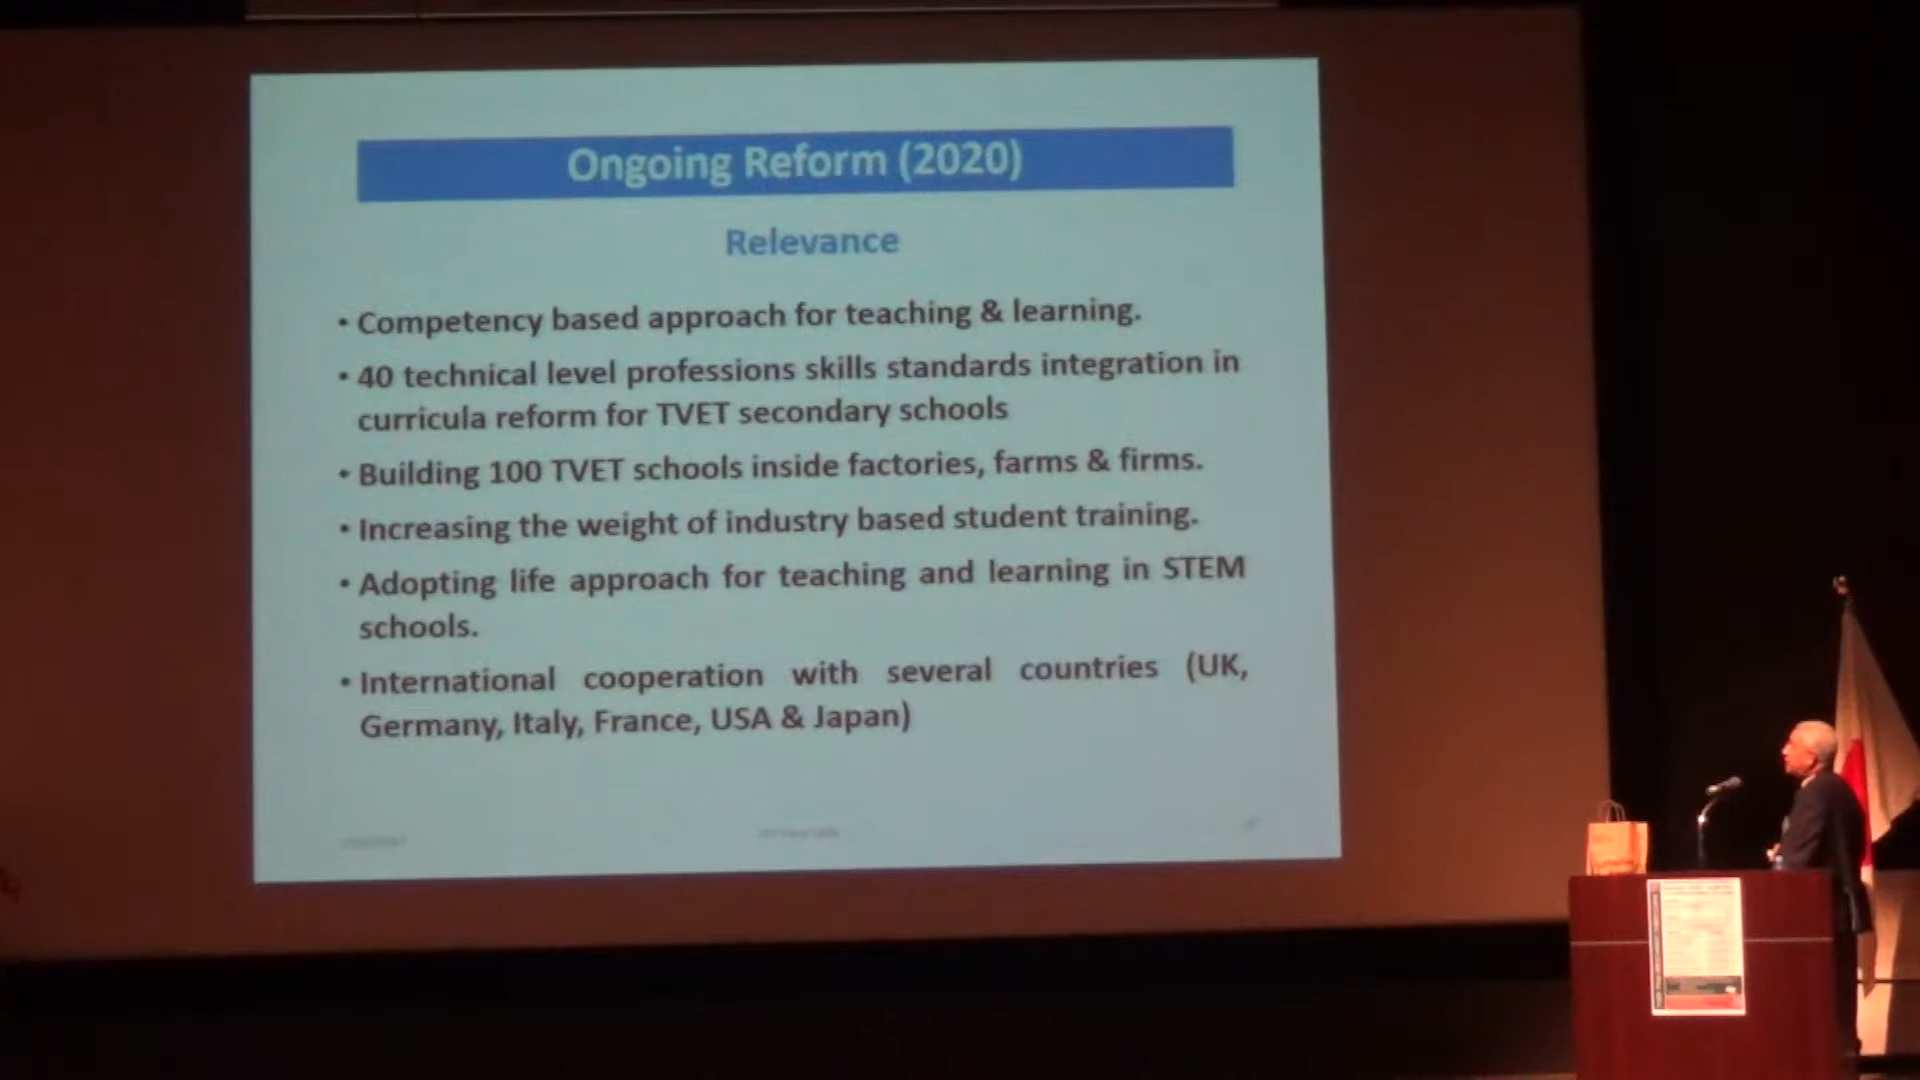 Ongoing Reform (2020)
Relevance
• Competency based approach for teaching & learning.
• 40 technical level professions skills standards integration in
curricula reform for TVET secondary schools
• Building 100 TVET schools inside factories, farms & firms.
• Increasing the weight of industry based student training.
• Adopting life approach for teaching and learning in STEM
schools.
• International cooperation with several countries (UK,
Germany, Italy, France, USA & Japan)